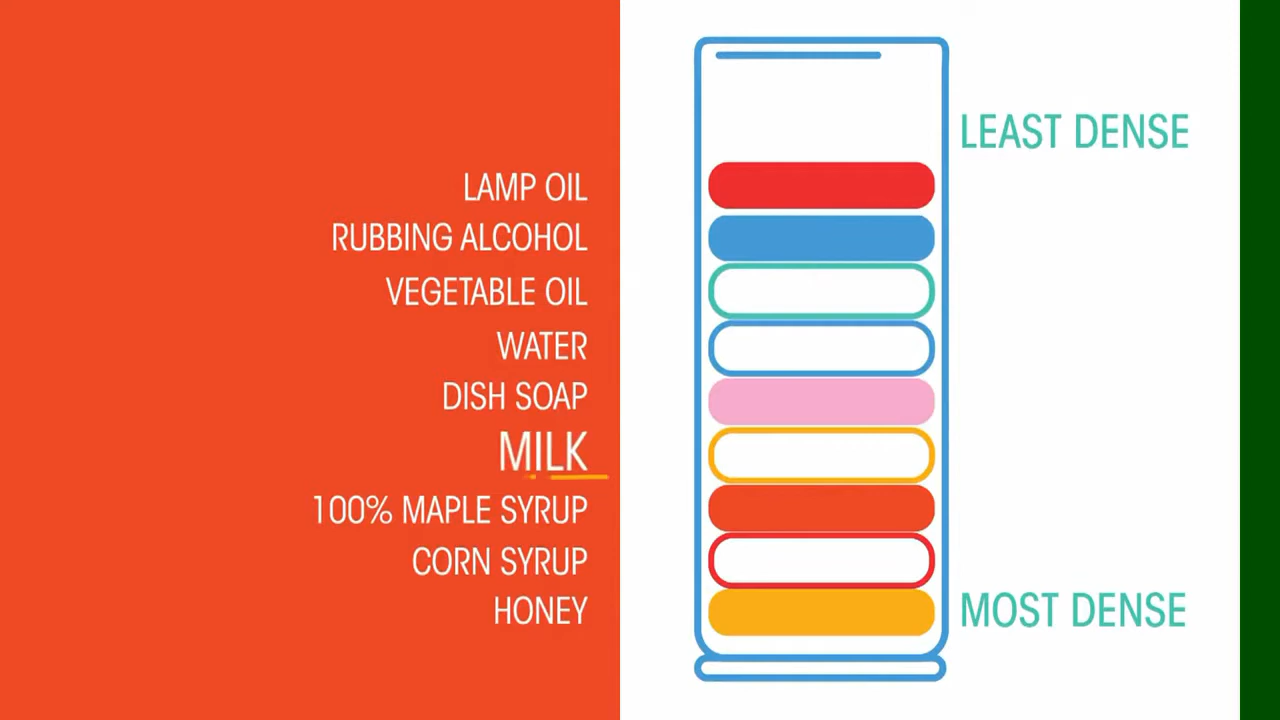 LEAST DENSE
LAMP OIL
RUBBING ALCOHOL
VEGETABLE OIL
WATER
DISH SOAP
MILK
100% MAPLE SYRUP
CORN SYRUP
HONEY
MOST DENSE